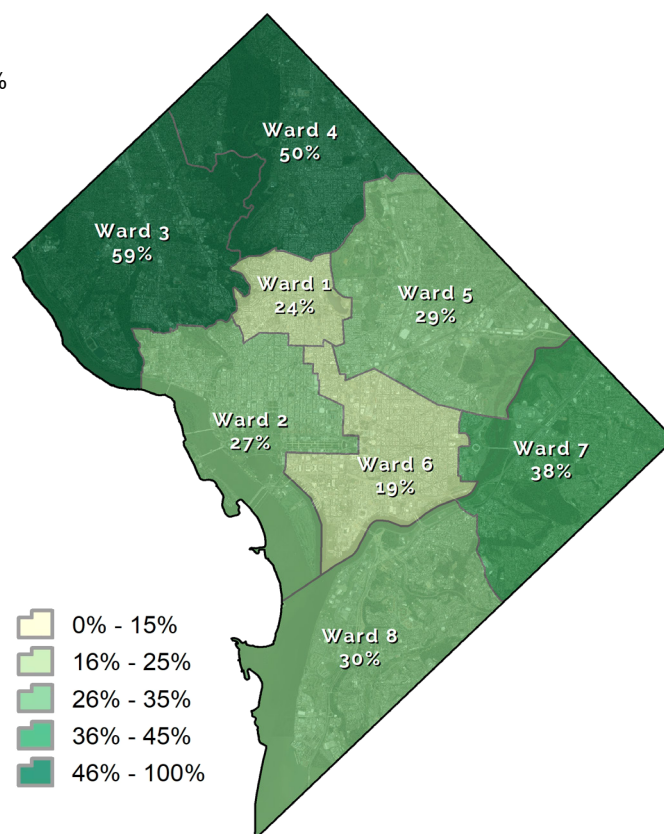 %
Ward 4
50%
Ward 3
59%
Ward 1
24%
Ward 5
29%
Ward 2
27%
Ward 7
38%
Ward 6
19%
Ward 8
30%
0% - 15%
16% - 25%
26% - 35%
36% - 45%
46% - 100%